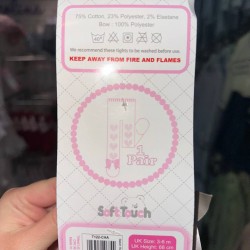 75% Cotton, 23% Polyester, 2% Elastane
Bow : 100% Polyester
We recommend these tights to be washed before use.
KEEP AWAY FROM FIRE AND FLAMES
1
Pair
Soft Touch
UK Size: 3-6 m
UK Height: 68 cm